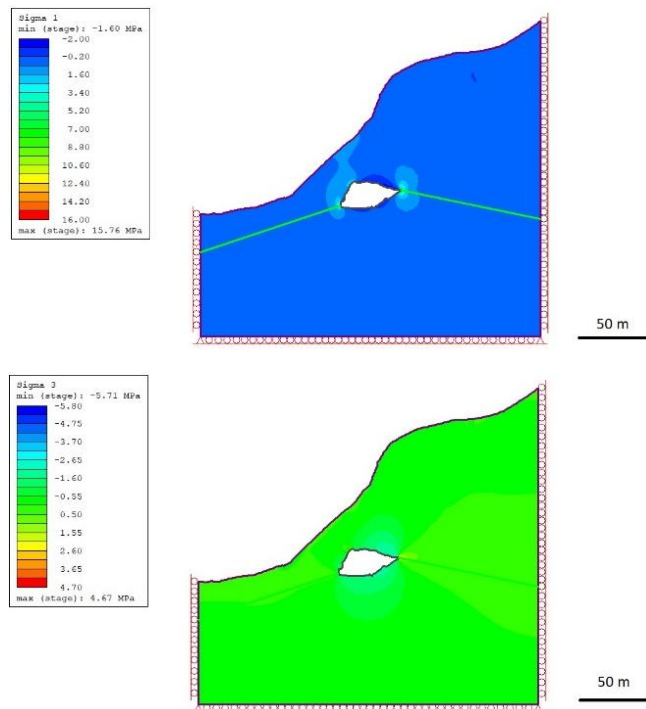 Sigma 1
min (stage): -1.60 MPa
-2.00
-0.20
1.60
3.40
5.20
7.00
8.80
10.60
12.40
14.20
16.00
max (stage): 15.76 MPa
50 m
Sigma 3
min (stage): -5.71 MPa
-5.80
-4.75
-3.70
-2.65
-1.60
-0.55
0.50
1.55
2.60
3.65
4.70
max (stage): 4.67 MPa
50 m